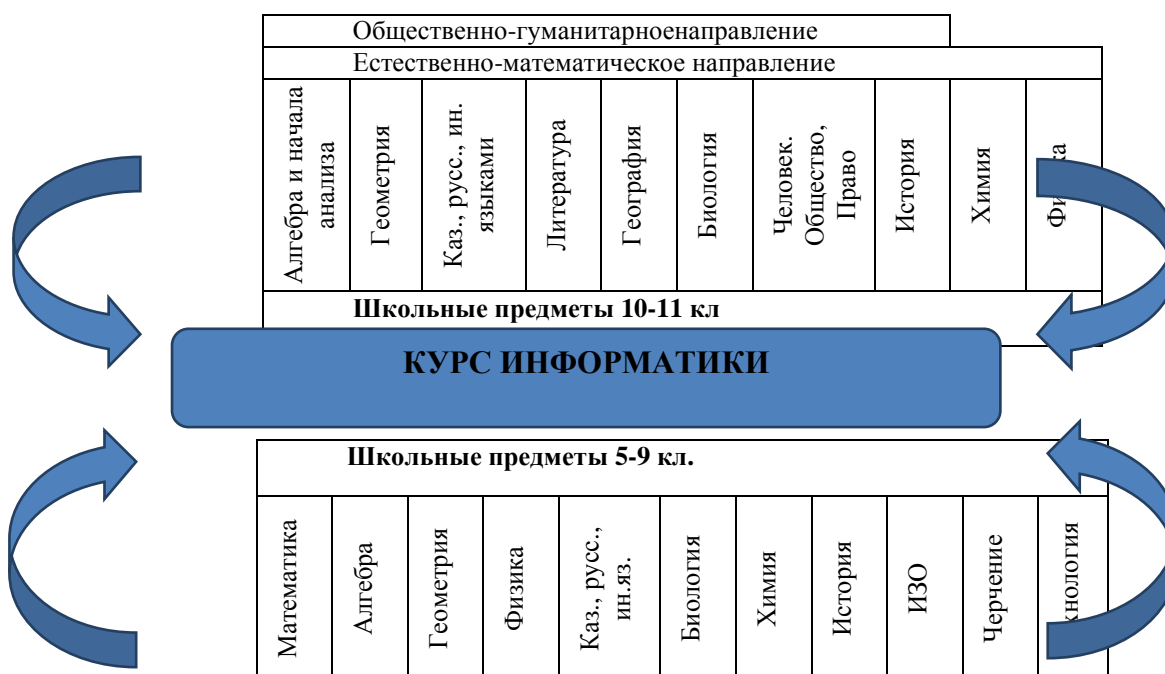 Общественно-гуманитарноенаправление
Естественно-математическое направление
Алгебра и начала
анализа
Геометрия
Каз., русс., ин.
языками
Литература
География
Биология
Человек.
Общество,
Право
История
Химия
Физика
Школьные предметы 10-11 кл
КУРС ИНФОРМАТИКИ
Школьные предметы 5-9 кл.
Математика
Алгебра
Геометрия
Физика
Каз., русс.,
ин.яз.
Биология
Химия
История
ИЗО
Черчение
хнология